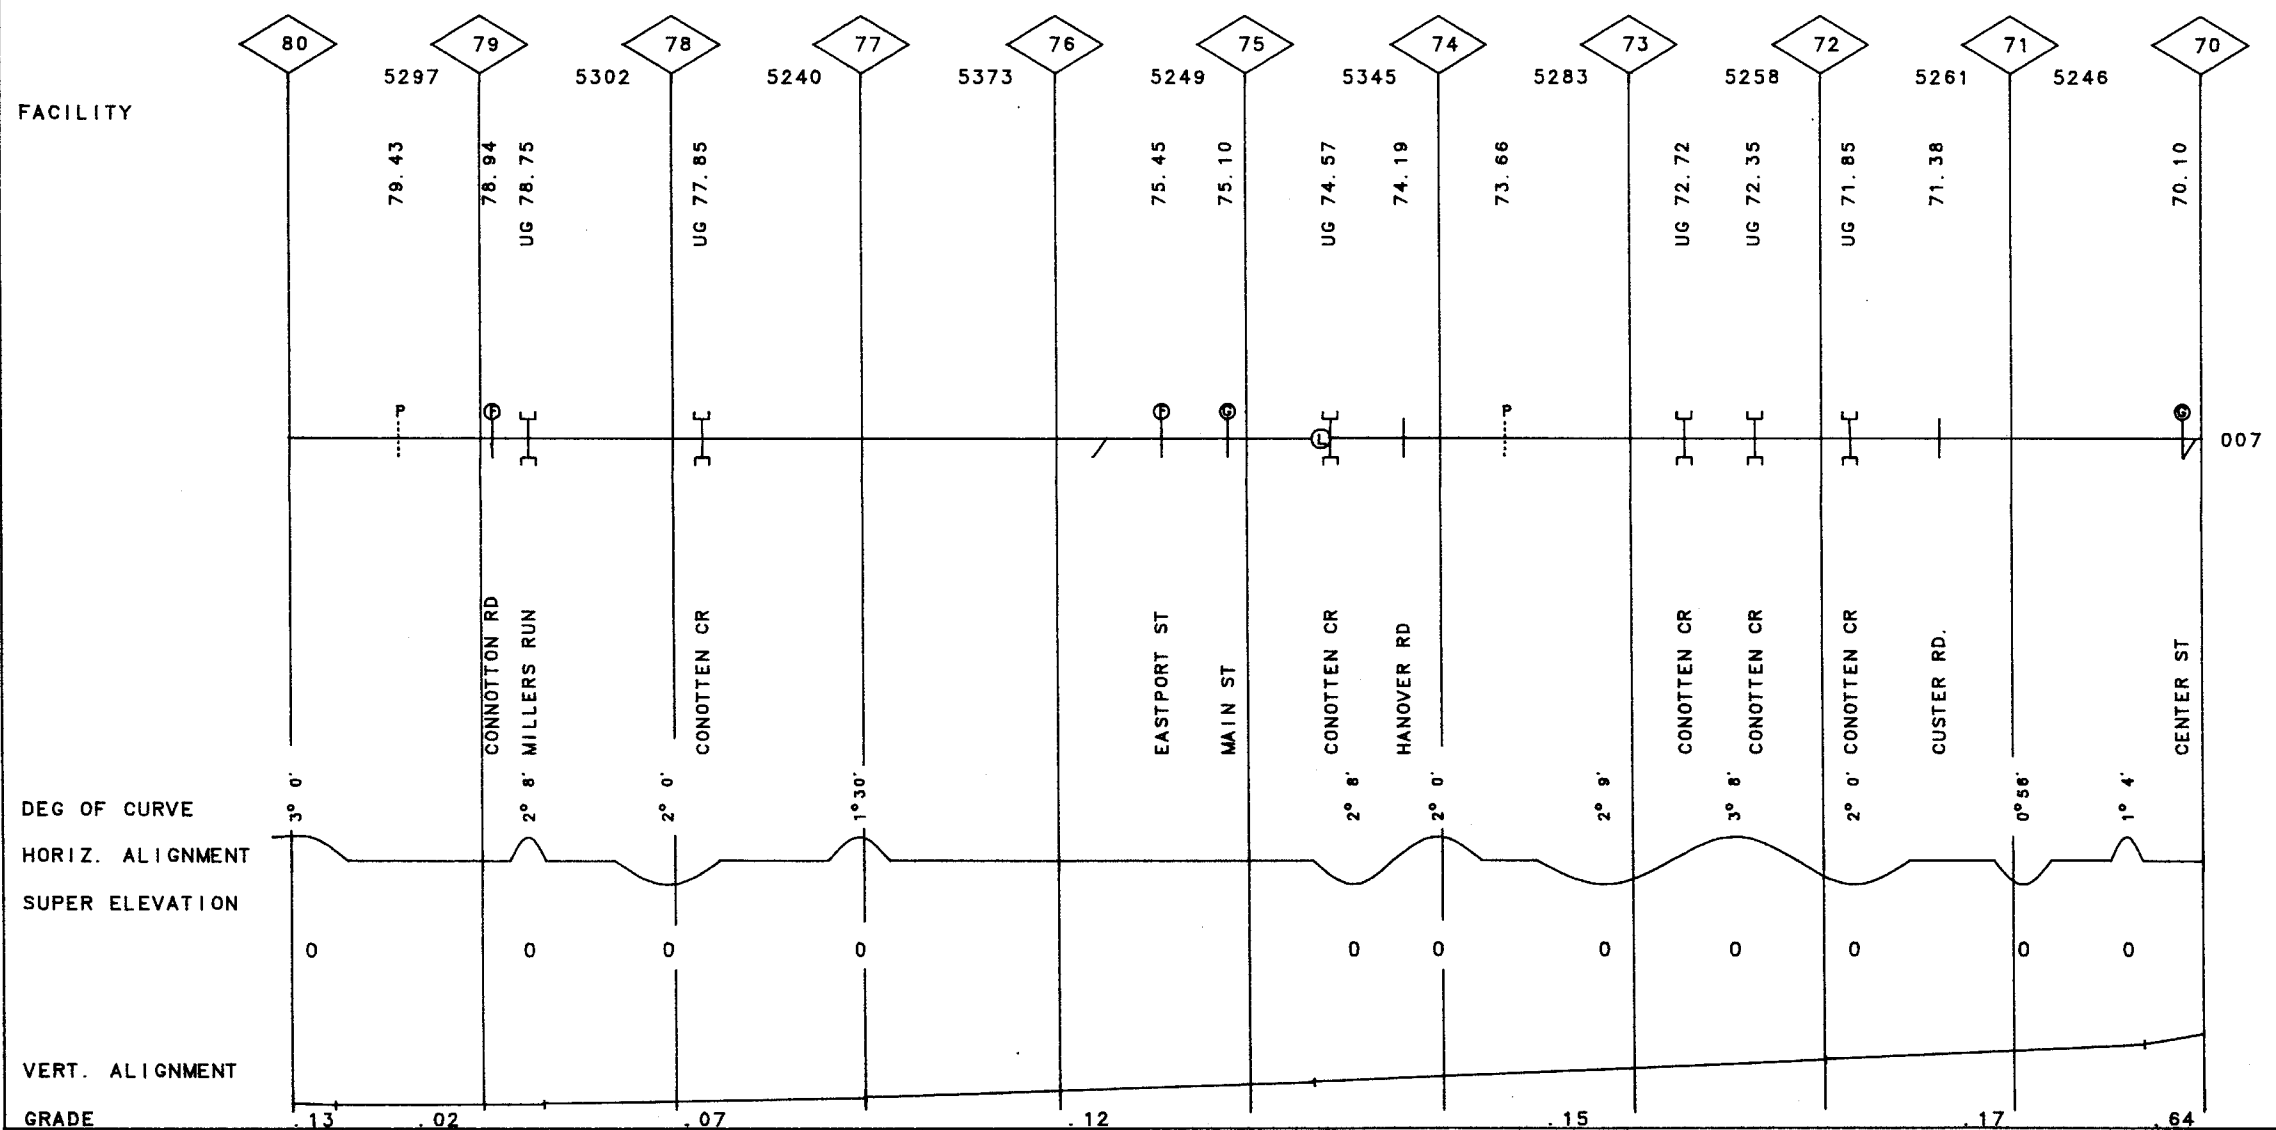 80 79 78 77 76 75 74 73 72 71 70
5297 5302 5240 5373 5249 5345 5283 5258 5261 5246
FACILITY
79.43
78.94
UG 78.75
UG 77.85
75.45
75.10
UG 74.57
74.19
73.66
UG 72.72
UG 72.35
UG 71.85
71.38
70.10
P F F G L P G
007
CONNOTTON RD
MILLERS RUN
CONOTTEN CR
EASTPORT ST
MAIN ST
CONOTTEN CR
HANOVER RD
CONOTTEN CR
CONOTTEN CR
CONOTTEN CR
CUSTER RD.
CENTER ST
DEG OF CURVE
3° 0' 2° 8' 2° 0' 1°30' 2° 8' 2° 0' 2° 9' 3° 8' 2° 0' 0°56' 1° 4'
HORIZ. ALIGNMENT
SUPER ELEVATION
0 0 0 0 0 0 0 0 0 0 0
VERT. ALIGNMENT
GRADE .13 .02 .07 .12 .15 .17 .64